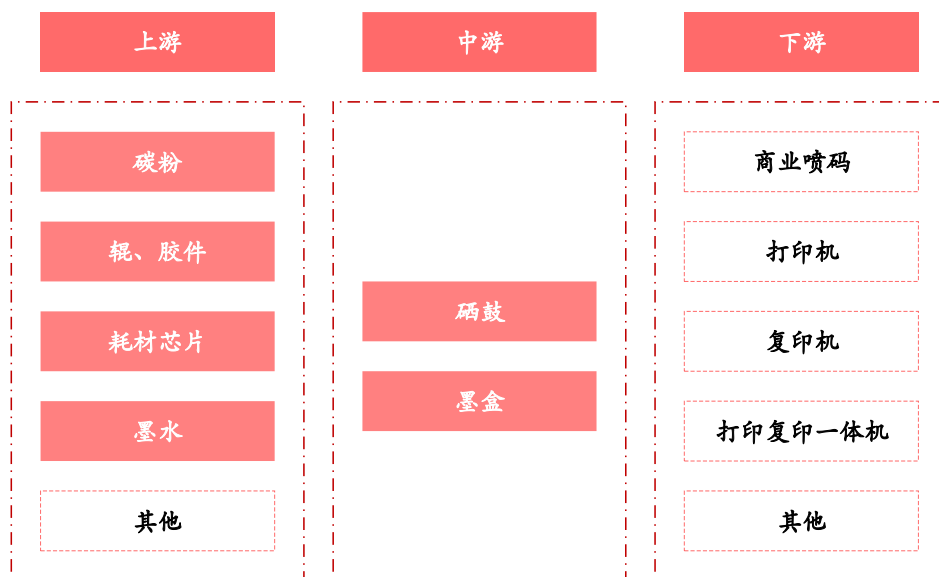 上游
碳粉
辊、胶件
耗材芯片
墨水
其他
中游
硒鼓
墨盒
下游
商业喷码
打印机
复印机
打印复印一体机
其他